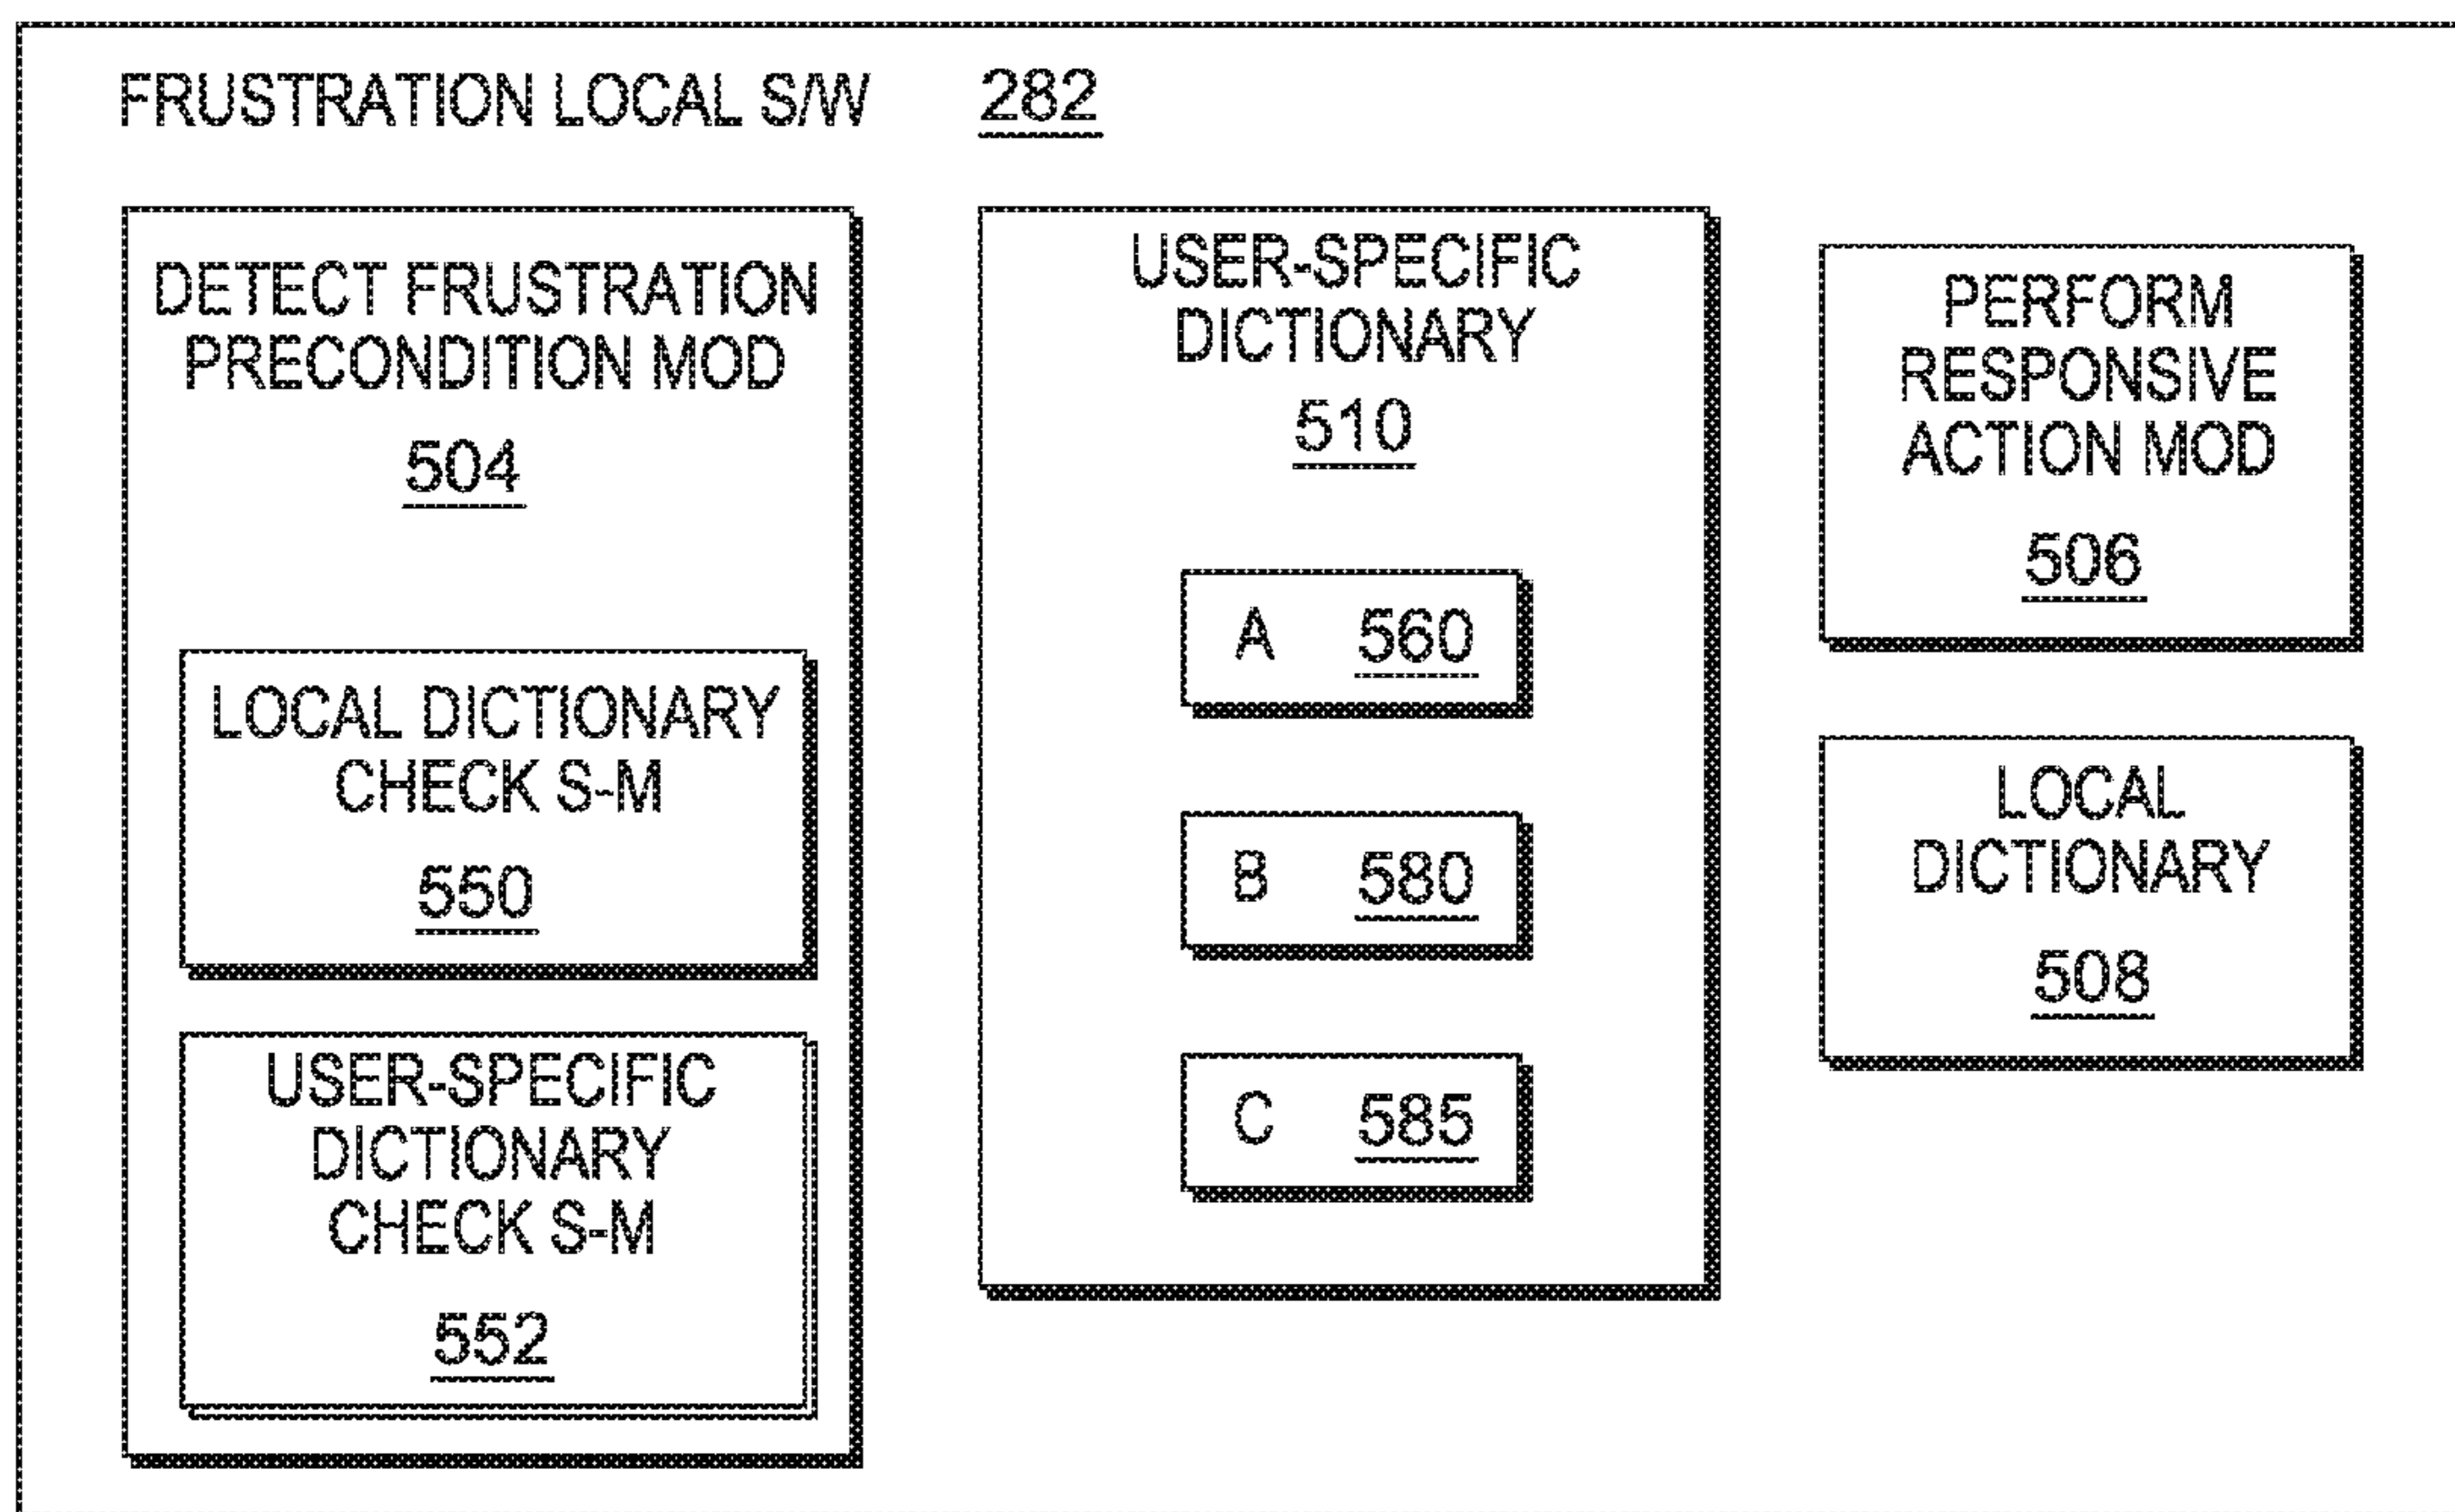 FRUSTRATION LOCAL S/W 282
DETECT FRUSTRATION
PRECONDITION MOD
504
LOCAL DICTIONARY
CHECK S-M
550
USER-SPECIFIC
DICTIONARY
CHECK S-M
552
USER-SPECIFIC
DICTIONARY
510
A 560
B 580
C 585
PERFORM
RESPONSIVE
ACTION MOD
506
LOCAL
DICTIONARY
508